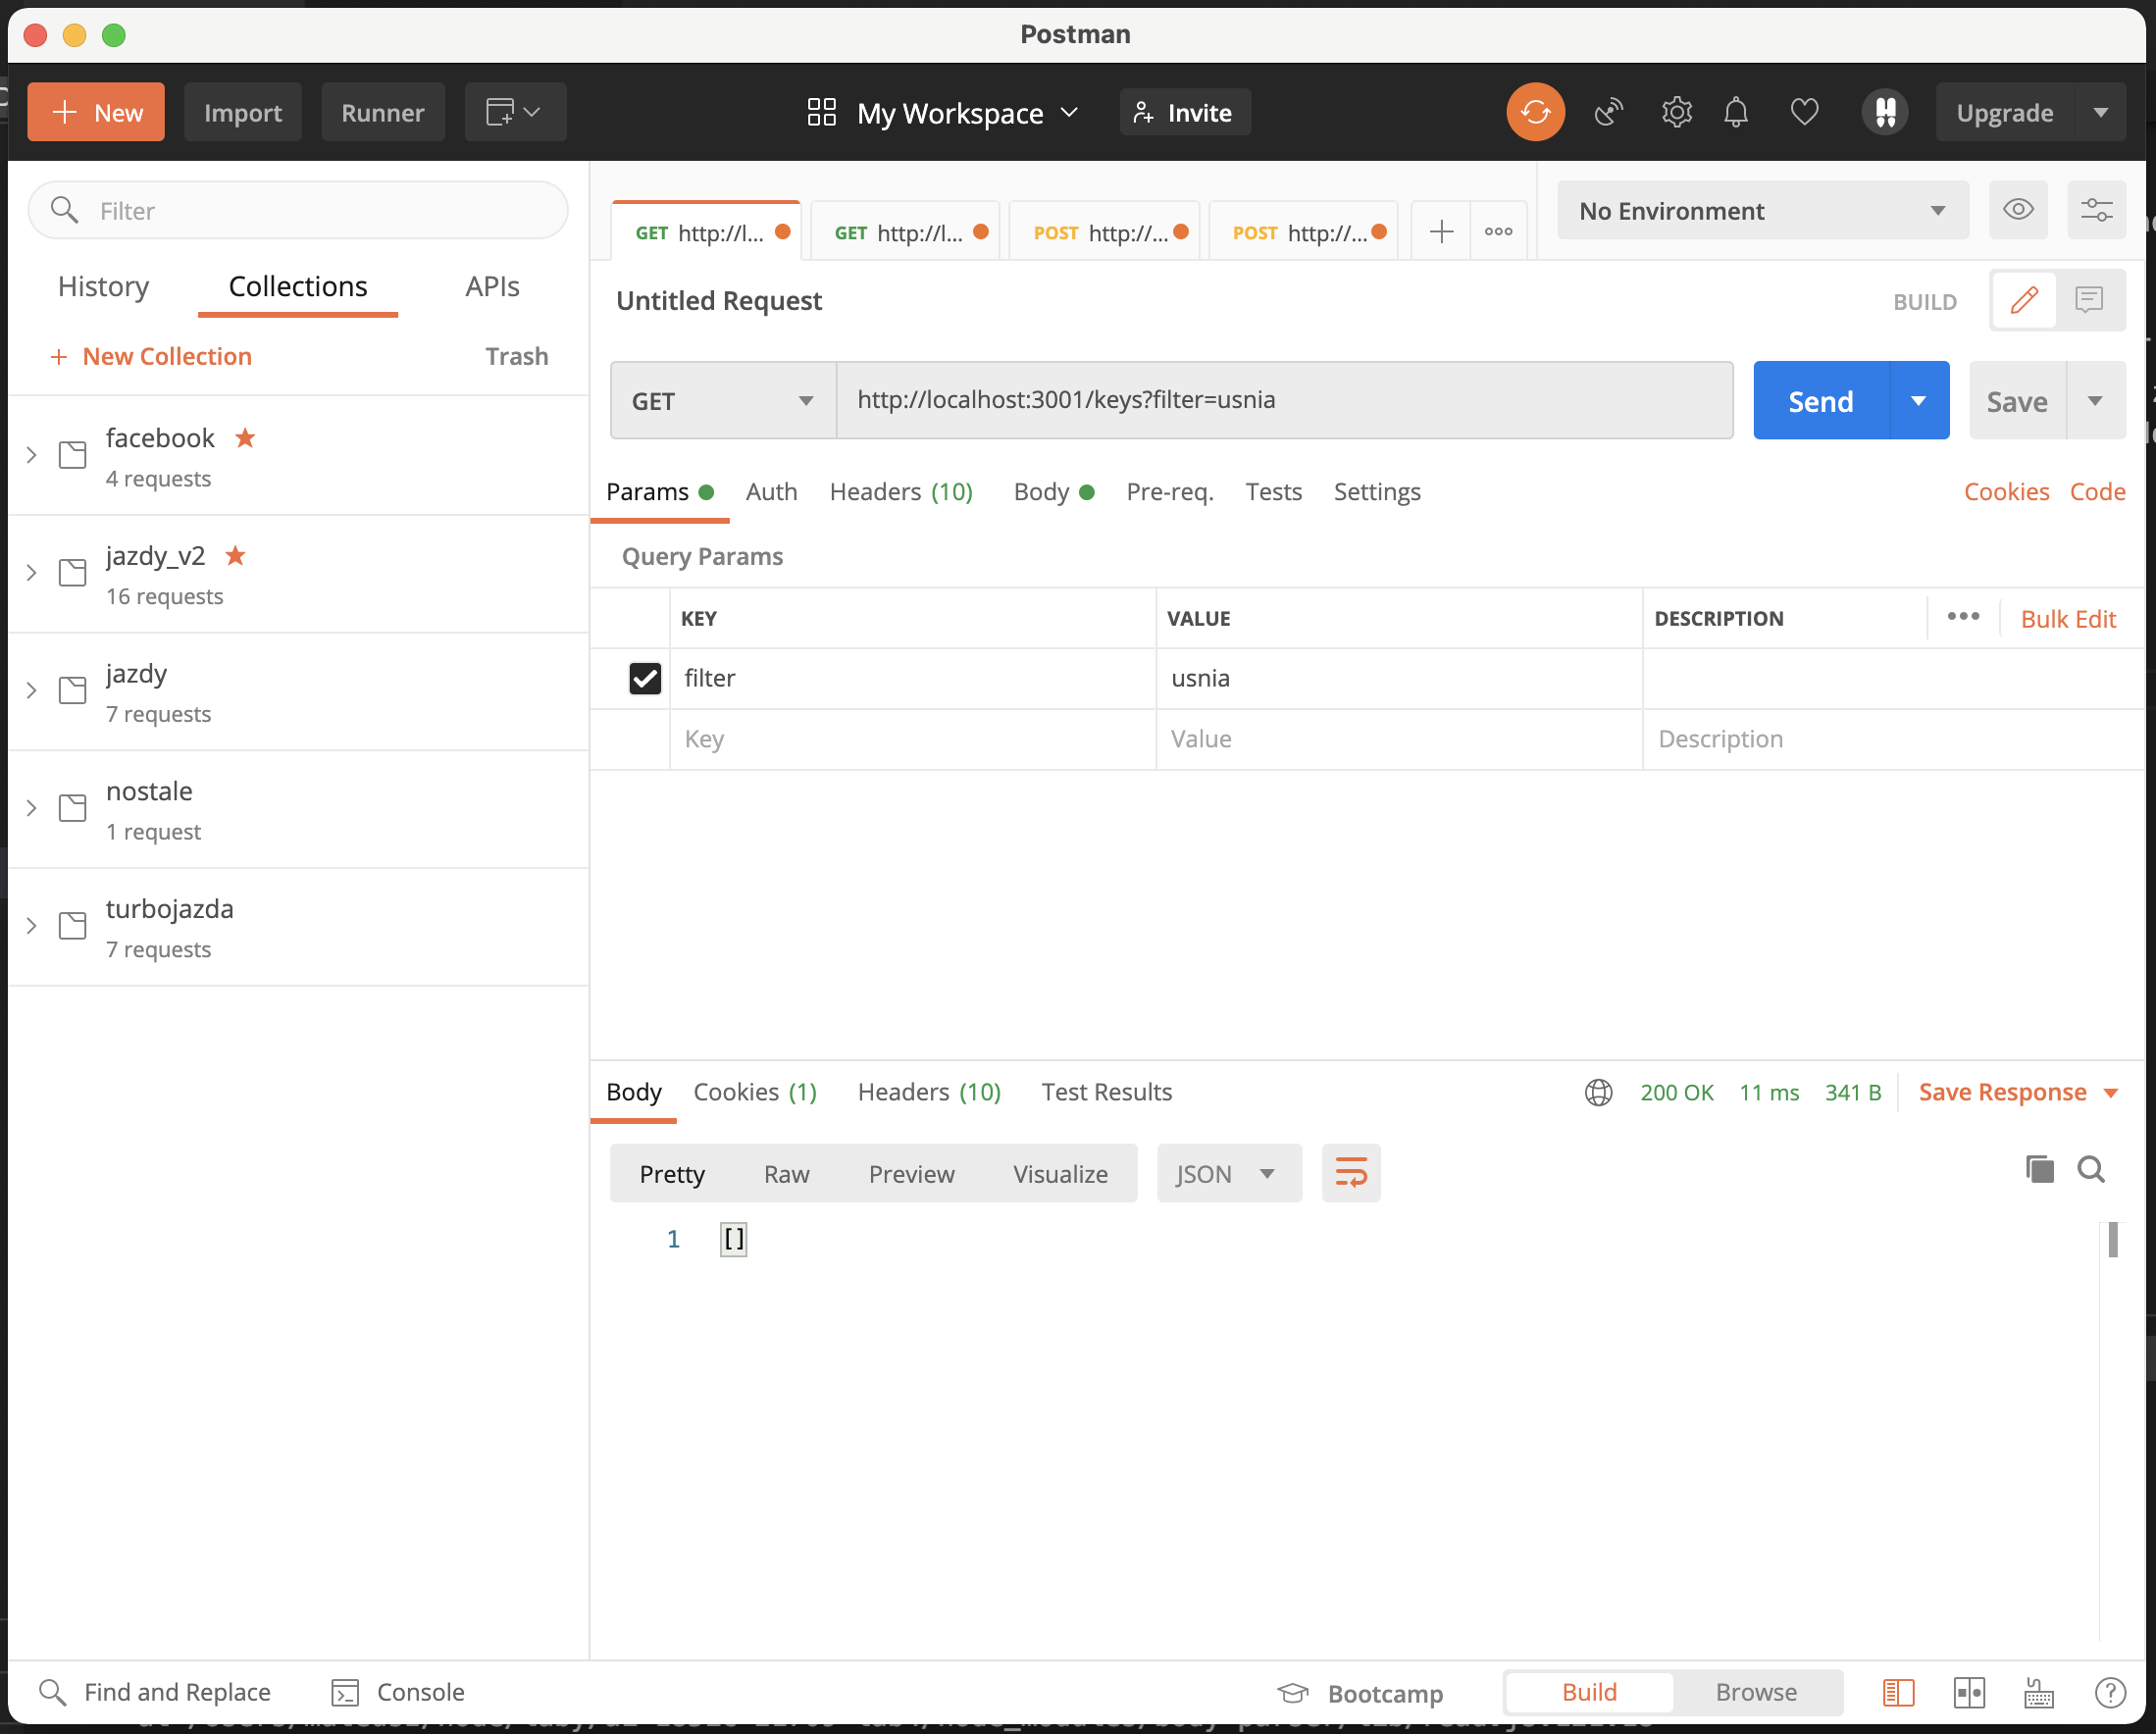 Postman
New
Import
Runner
My Workspace
Invite
Upgrade
Filter
History
Collections
APIs
+ New Collection
Trash
facebook
4 requests
jazdy_v2
16 requests
jazdy
7 requests
nostale
1 request
turbojazda
7 requests
GET http://l...
GET http://l...
POST http://...
POST http://...
No Environment
Untitled Request
BUILD
GET
http://localhost:3001/keys?filter=usnia
Send
Save
Params
Auth
Headers (10)
Body
Pre-req.
Tests
Settings
Cookies
Code
Query Params
KEY
VALUE
DESCRIPTION
Bulk Edit
filter
usnia
Key
Value
Description
Body
Cookies (1)
Headers (10)
Test Results
200 OK
11 ms
341 B
Save Response
Pretty
Raw
Preview
Visualize
JSON
1 []
Find and Replace
Console
Bootcamp
Build
Browse